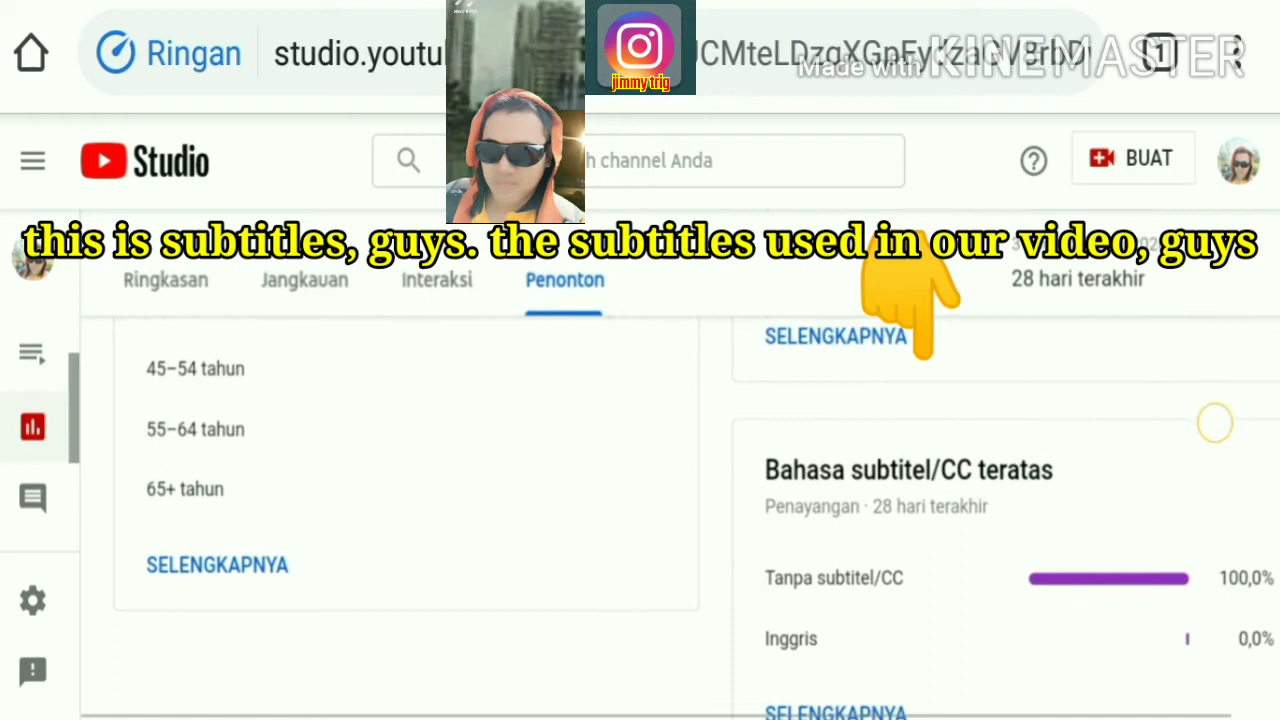 Ringan
studio.youtu
jimmy trig
Made with KINEMASTER
1
Studio
h channel Anda
BUAT
this is subtitles, guys. the subtitles used in our video, guys
Ringkasan
Jangkauan
Interaksi
Penonton
28 hari terakhir
SELENGKAPNYA
45–54 tahun
55–64 tahun
65+ tahun
SELENGKAPNYA
Bahasa subtitel/CC teratas
Penayangan · 28 hari terakhir
Tanpa subtitel/CC
100,0%
Inggris
0,0%
SELENGKAPNYA